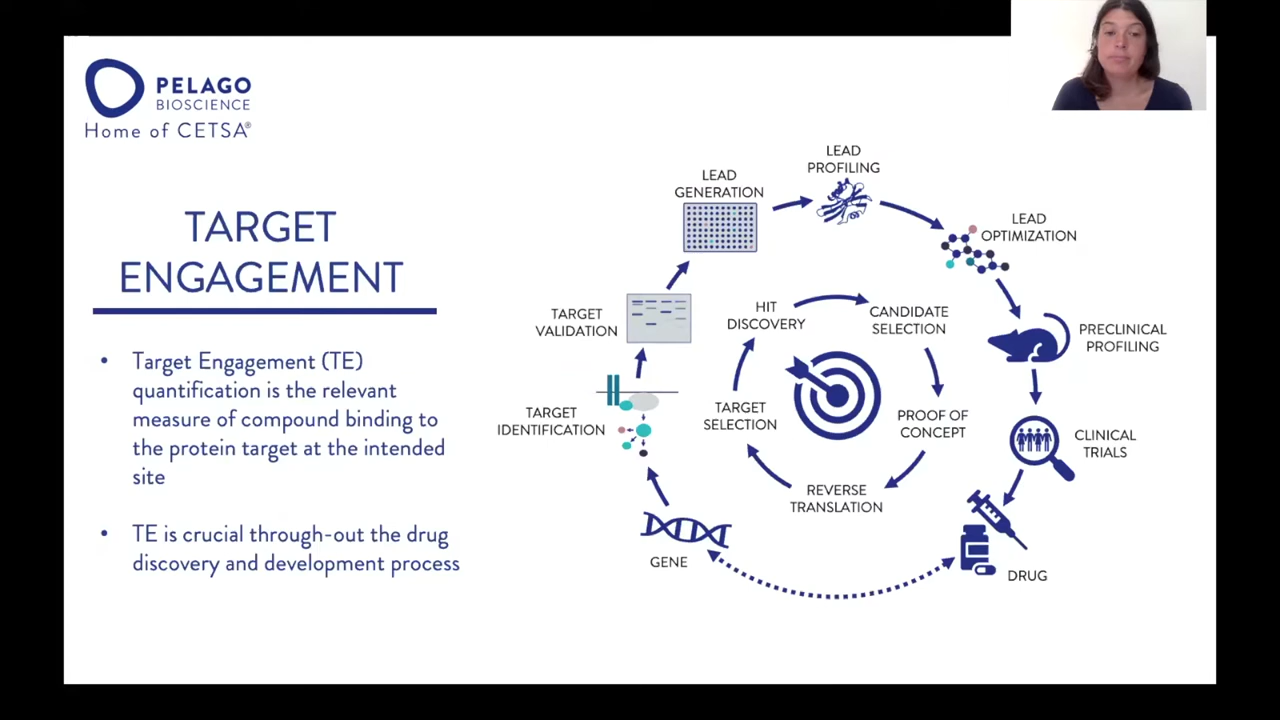 PELAGO
BIOSCIENCE
Home of CETSA®
TARGET
ENGAGEMENT
• Target Engagement (TE)
quantification is the relevant
measure of compound binding to
the protein target at the intended
site
• TE is crucial through-out the drug
discovery and development process
GENE
TARGET
IDENTIFICATION
TARGET
VALIDATION
LEAD
GENERATION
LEAD
PROFILING
LEAD
OPTIMIZATION
PRECLINICAL
PROFILING
CLINICAL
TRIALS
DRUG
TARGET
SELECTION
HIT
DISCOVERY
CANDIDATE
SELECTION
PROOF OF
CONCEPT
REVERSE
TRANSLATION